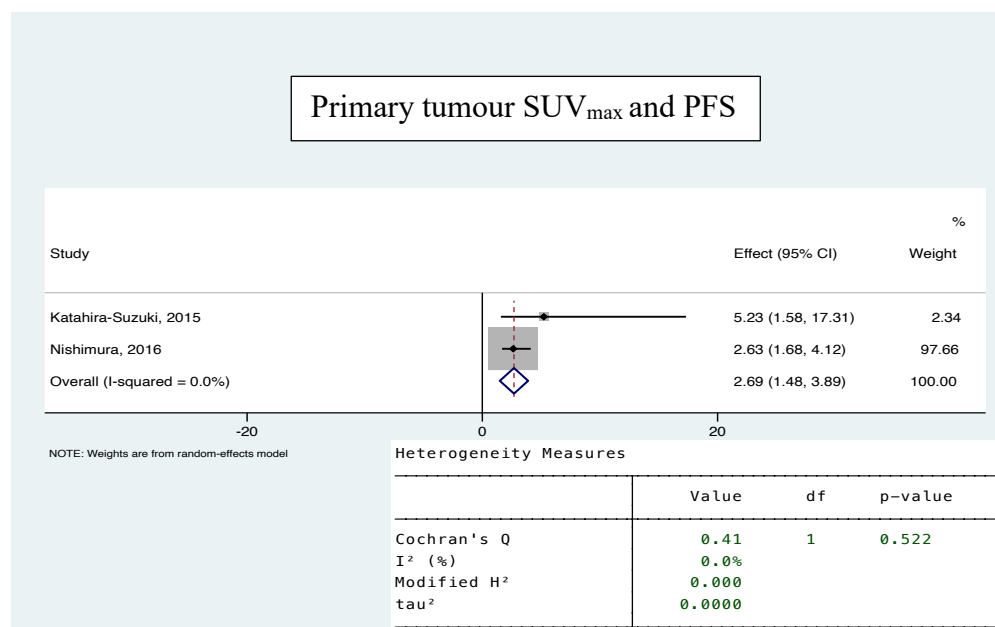 Primary tumour SUVmax and PFS
%
Study Effect (95% CI) Weight
Katahira-Suzuki, 2015 5.23 (1.58, 17.31) 2.34
Nishimura, 2016 2.63 (1.68, 4.12) 97.66
Overall (I-squared = 0.0%) 2.69 (1.48, 3.89) 100.00
-20 0 20
NOTE: Weights are from random-effects model
Heterogeneity Measures
Value df p-value
Cochran's Q 0.41 1 0.522
I² (%) 0.0%
Modified H² 0.000
tau² 0.0000